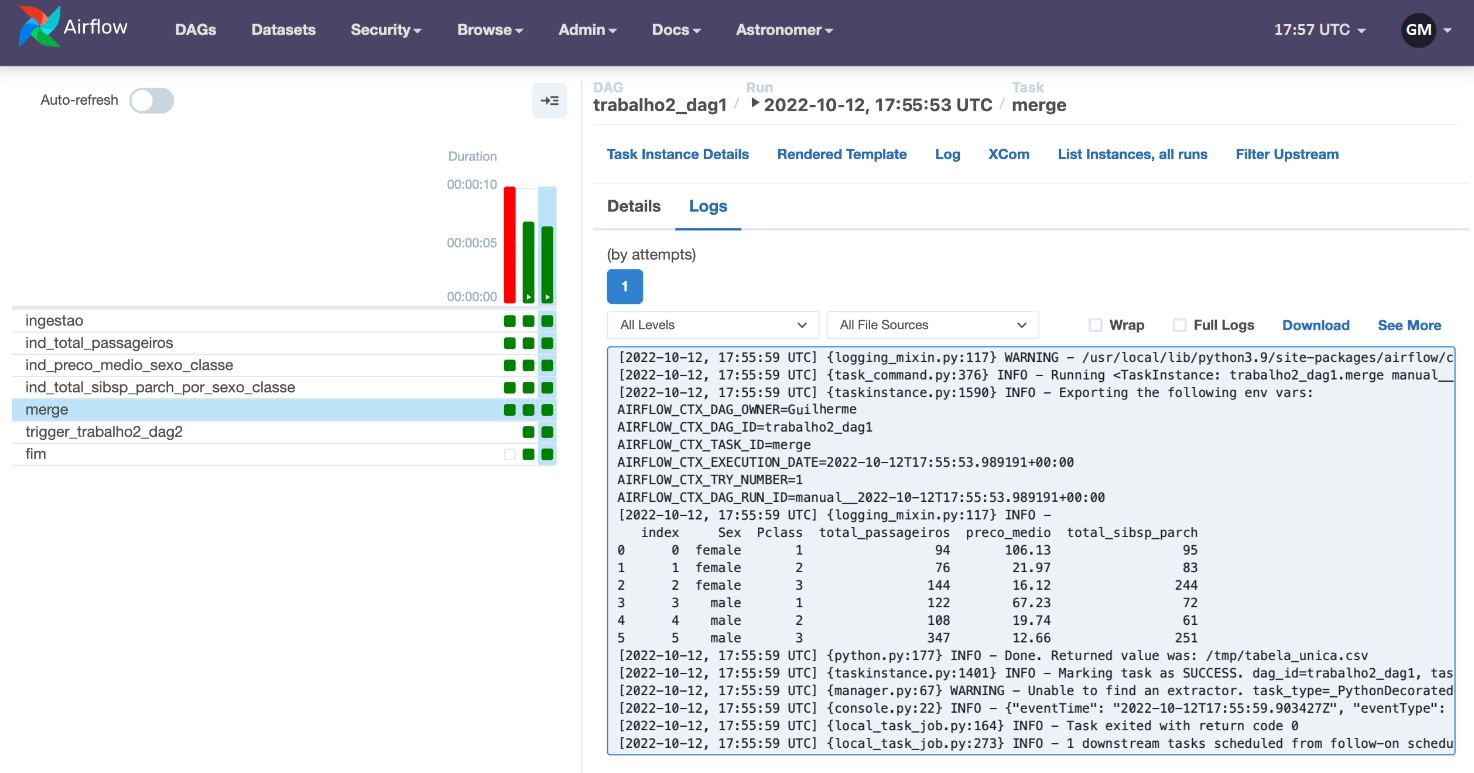 Airflow DAGs Datasets Security Browse Admin Docs Astronomer 17:57 UTC GM
Auto-refresh
Duration
00:00:10
00:00:05
00:00:00
ingestao
ind_total_passageiros
ind_preco_medio_sexo_classe
ind_total_sibsp_parch_por_sexo_classe
merge
trigger_trabalho2_dag2
fim
DAG Run Task
trabalho2_dag1 / 2022-10-12, 17:55:53 UTC / merge
Task Instance Details Rendered Template Log XCom List Instances, all runs Filter Upstream
Details Logs
(by attempts)
1
All Levels All File Sources Wrap Full Logs Download See More
[2022-10-12, 17:55:59 UTC] {logging_mixin.py:117} WARNING - /usr/local/lib/python3.9/site-packages/airflow/c
[2022-10-12, 17:55:59 UTC] {task_command.py:376} INFO - Running <TaskInstance: trabalho2_dag1.merge manual__
[2022-10-12, 17:55:59 UTC] {taskinstance.py:1590} INFO - Exporting the following env vars:
AIRFLOW_CTX_DAG_OWNER=Guilherme
AIRFLOW_CTX_DAG_ID=trabalho2_dag1
AIRFLOW_CTX_TASK_ID=merge
AIRFLOW_CTX_EXECUTION_DATE=2022-10-12T17:55:53.989191+00:00
AIRFLOW_CTX_TRY_NUMBER=1
AIRFLOW_CTX_DAG_RUN_ID=manual__2022-10-12T17:55:53.989191+00:00
[2022-10-12, 17:55:59 UTC] {logging_mixin.py:117} INFO -
index Sex Pclass total_passageiros preco_medio total_sibsp_parch
0 0 female 1 94 106.13 95
1 1 female 2 76 21.97 83
2 2 female 3 144 16.12 244
3 3 male 1 122 67.23 72
4 4 male 2 108 19.74 61
5 5 male 3 347 12.66 251
[2022-10-12, 17:55:59 UTC] {python.py:177} INFO - Done. Returned value was: /tmp/tabela_unica.csv
[2022-10-12, 17:55:59 UTC] {taskinstance.py:1401} INFO - Marking task as SUCCESS. dag_id=trabalho2_dag1, tas
[2022-10-12, 17:55:59 UTC] {manager.py:67} WARNING - Unable to find an extractor. task_type=_PythonDecorated
[2022-10-12, 17:55:59 UTC] {console.py:22} INFO - {"eventTime": "2022-10-12T17:55:59.903427Z", "eventType":
[2022-10-12, 17:55:59 UTC] {local_task_job.py:164} INFO - Task exited with return code 0
[2022-10-12, 17:55:59 UTC] {local_task_job.py:273} INFO - 1 downstream tasks scheduled from follow-on schedu